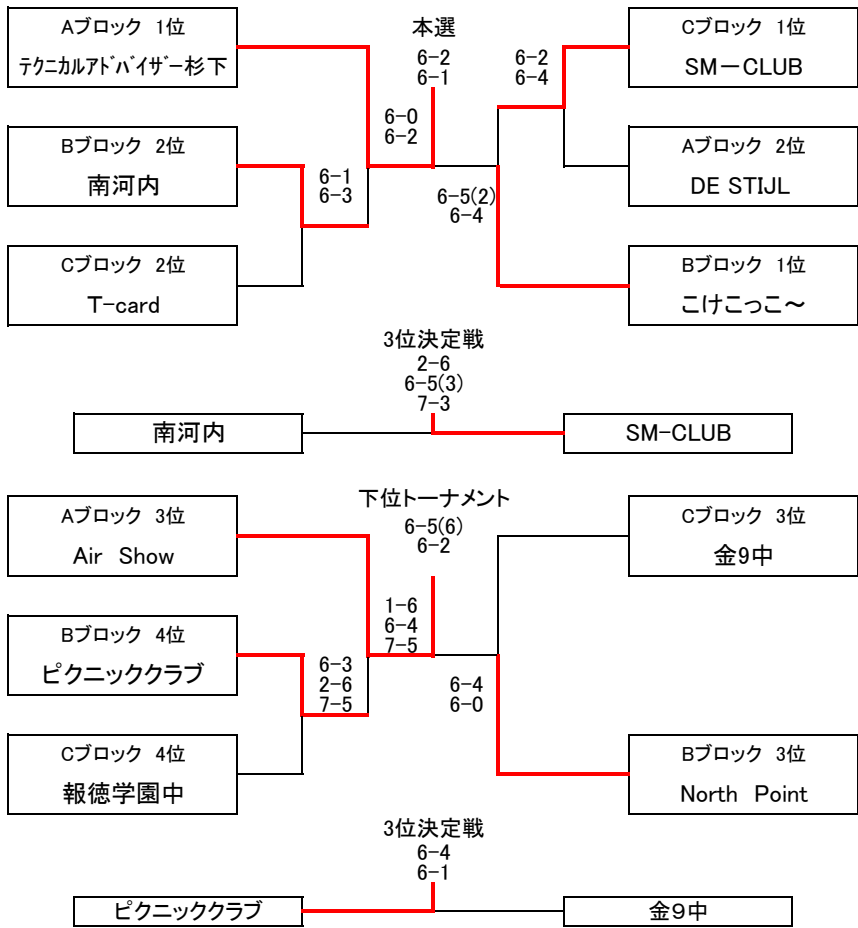 本選
Aブロック 1位
テクニカルアドバイザー杉下
Bブロック 2位
南河内
Cブロック 2位
T-card
6-1
6-3
6-0
6-2
6-2
6-1
6-2
6-4
6-5(2)
6-4
Cブロック 1位
SM-CLUB
Aブロック 2位
DE STIJL
Bブロック 1位
こけこっこ～
3位決定戦
2-6
6-5(3)
7-3
南河内
SM-CLUB
下位トーナメント
6-5(6)
6-2
Aブロック 3位
Air Show
Bブロック 4位
ピクニッククラブ
Cブロック 4位
報徳学園中
6-3
2-6
7-5
1-6
6-4
7-5
6-4
6-0
Cブロック 3位
金9中
Bブロック 3位
North Point
3位決定戦
6-4
6-1
ピクニッククラブ
金９中